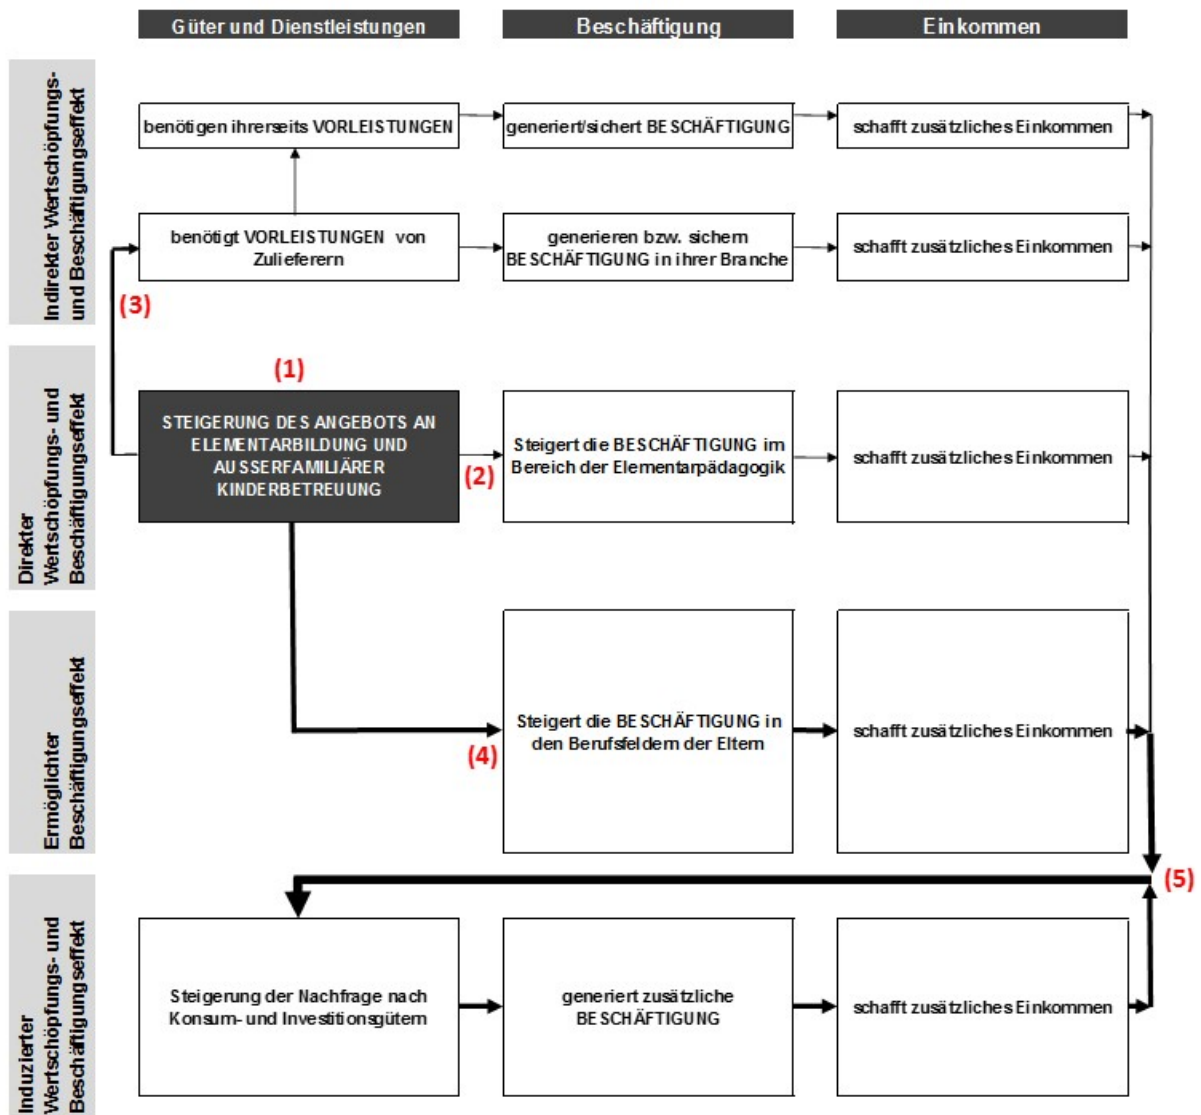 Güter und Dienstleistungen
Beschäftigung
Einkommen
Indirekter Wertschöpfungs-
und Beschäftigungseffekt
benötigen ihrerseits VORLEISTUNGEN
generiert/sichert BESCHÄFTIGUNG
schafft zusätzliches Einkommen
benötigt VORLEISTUNGEN von
Zulieferern
generieren bzw. sichern
BESCHÄFTIGUNG in ihrer Branche
schafft zusätzliches Einkommen
(3)
Direkter
Wertschöpfungs- und
Beschäftigungseffekt
(1)
STEIGERUNG DES ANGEBOTS AN
ELEMENTARBILDUNG UND
AUSSERFAMILIÄRER
KINDERBETREUUNG
(2)
Steigert die BESCHÄFTIGUNG im
Bereich der Elementarpädagogik
schafft zusätzliches Einkommen
Ermöglichter
Beschäftigungseffekt
(4)
Steigert die BESCHÄFTIGUNG in
den Berufsfeldern der Eltern
schafft zusätzliches Einkommen
(5)
Induzierter
Wertschöpfungs- und
Beschäftigungseffekt
Steigerung der Nachfrage nach
Konsum- und Investitionsgütern
generiert zusätzliche
BESCHÄFTIGUNG
schafft zusätzliches Einkommen